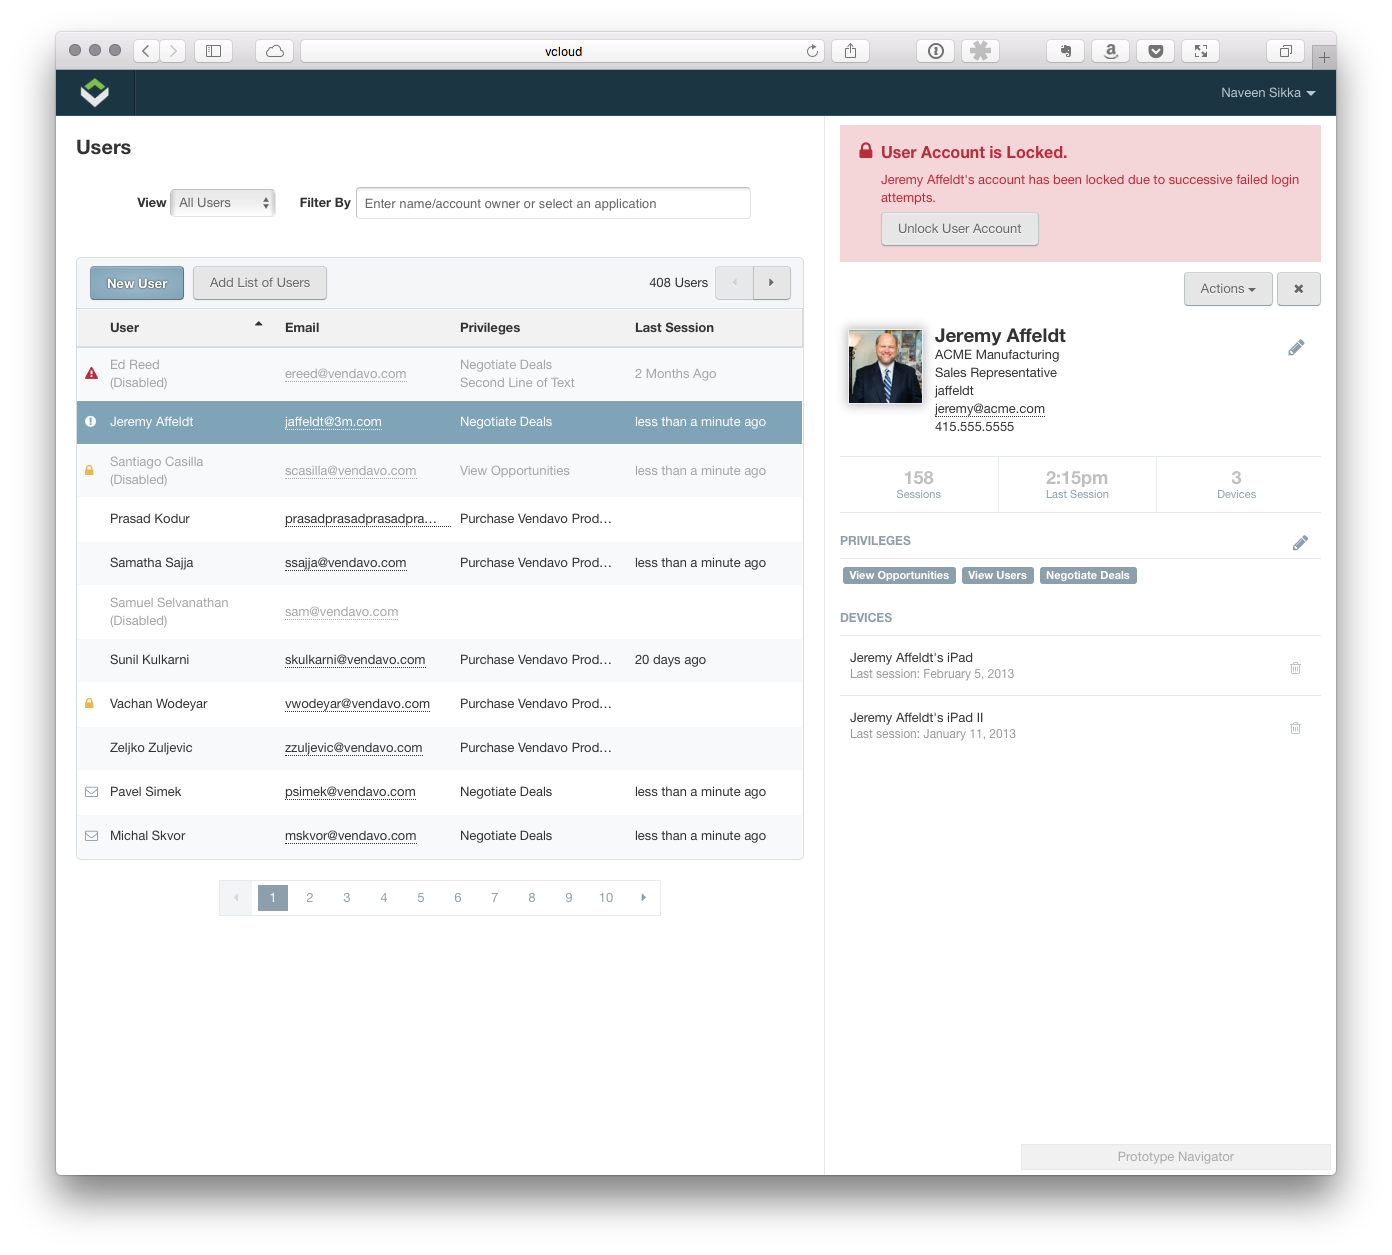 vcloud
Naveen Sikka
Users
View All Users Filter By Enter name/account owner or select an application
New User Add List of Users 408 Users
User Email Privileges Last Session
Ed Reed
(Disabled)
ereed@vendavo.com
Negotiate Deals
Second Line of Text
2 Months Ago
Jeremy Affeldt jaffeldt@3m.com Negotiate Deals less than a minute ago
Santiago Casilla
(Disabled)
scasilla@vendavo.com View Opportunities less than a minute ago
Prasad Kodur prasadprasadprasadpra... Purchase Vendavo Prod...
Samatha Sajja ssajja@vendavo.com Purchase Vendavo Prod... less than a minute ago
Samuel Selvanathan
(Disabled)
sam@vendavo.com
Sunil Kulkarni skulkarni@vendavo.com Purchase Vendavo Prod... 20 days ago
Vachan Wodeyar vwodeyar@vendavo.com Purchase Vendavo Prod...
Zeljko Zuljevic zzuljevic@vendavo.com Purchase Vendavo Prod...
Pavel Simek psimek@vendavo.com Negotiate Deals less than a minute ago
Michal Skvor mskvor@vendavo.com Negotiate Deals less than a minute ago
1 2 3 4 5 6 7 8 9 10
User Account is Locked.
Jeremy Affeldt's account has been locked due to successive failed login
attempts.
Unlock User Account
Actions
Jeremy Affeldt
ACME Manufacturing
Sales Representative
jaffeldt
jeremy@acme.com
415.555.5555
158 2:15pm 3
Sessions Last Session Devices
PRIVILEGES
View Opportunities View Users Negotiate Deals
DEVICES
Jeremy Affeldt's iPad
Last session: February 5, 2013
Jeremy Affeldt's iPad II
Last session: January 11, 2013
Prototype Navigator